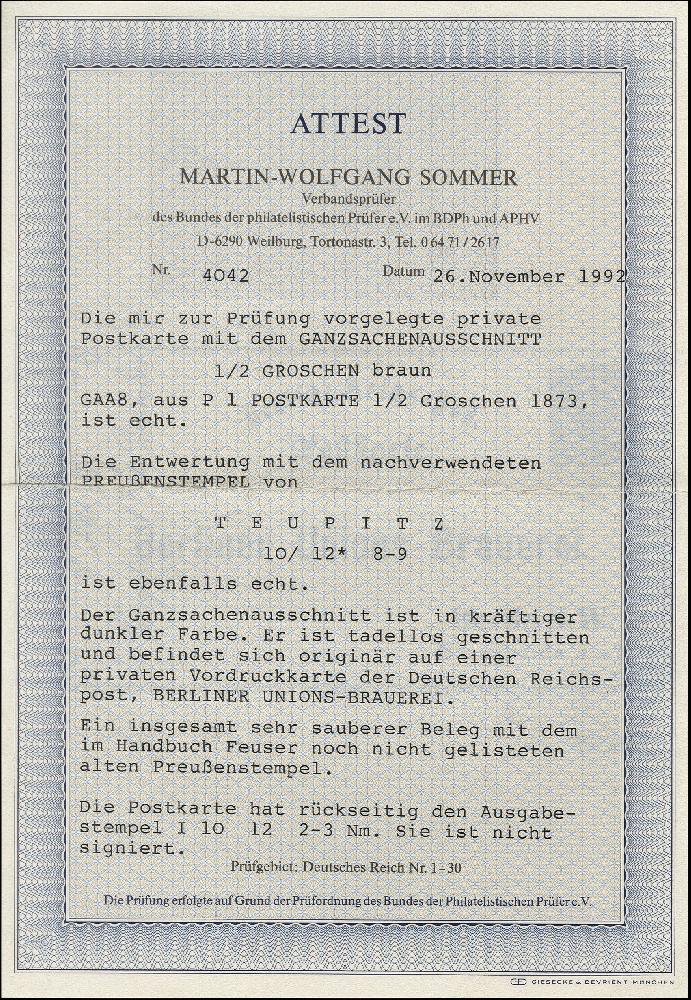 ATTEST
MARTIN-WOLFGANG SOMMER
Verbandsprüfer
des Bundes der philatelistischen Prüfer e.V. im BDPh und APHV
D-6290 Weilburg, Tortonastr. 3, Tel. 0 64 71 / 26 17
Nr. 4042 Datum 26.November 1992
Die mir zur Prüfung vorgelegte private
Postkarte mit dem GANZSACHENAUSSCHNITT
1/2 GROSCHEN braun
GAA8, aus P 1 POSTKARTE 1/2 Groschen 1873,
ist echt.
Die Entwertung mit dem nachverwendeten
PREUßENSTEMPEL von
T E U P I T Z
10/ 12* 8-9
ist ebenfalls echt.
Der Ganzsachenausschnitt ist in kräftiger
dunkler Farbe. Er ist tadellos geschnitten
und befindet sich originär auf einer
privaten Vordruckkarte der Deutschen Reichs-
post, BERLINER UNIONS-BRAUEREI.
Ein insgesamt sehr sauberer Beleg mit dem
im Handbuch Feuser noch nicht gelisteten
alten Preußenstempel.
Die Postkarte hat rückseitig den Ausgabe-
stempel I 10 12 2-3 Nm. Sie ist nicht
signiert.
Prüfgebiet: Deutsches Reich Nr. 1-30
Die Prüfung erfolgte auf Grund der Prüfordnung des Bundes der Philatelistischen Prüfer e.V.
GIESECKE & DEVRIENT MÜNCHEN